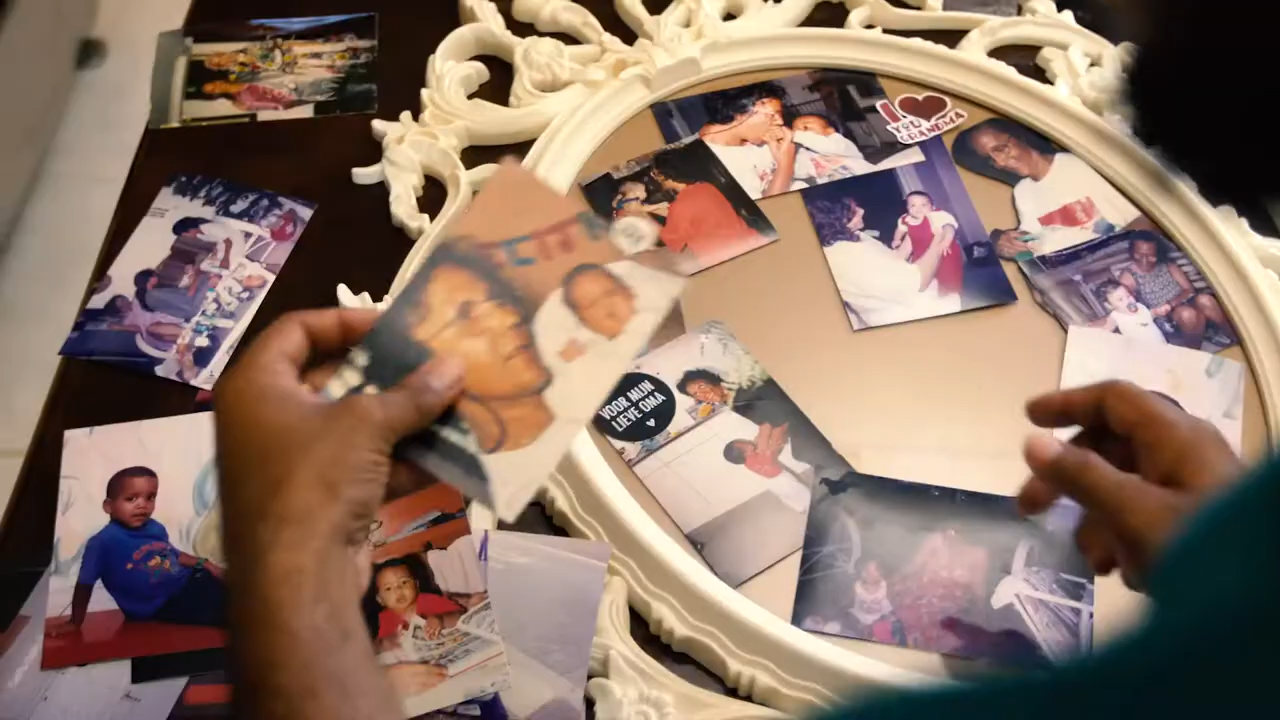 I ❤
YOU
GRANDMA
VOOR MIJN
LIEVE OMA
♥